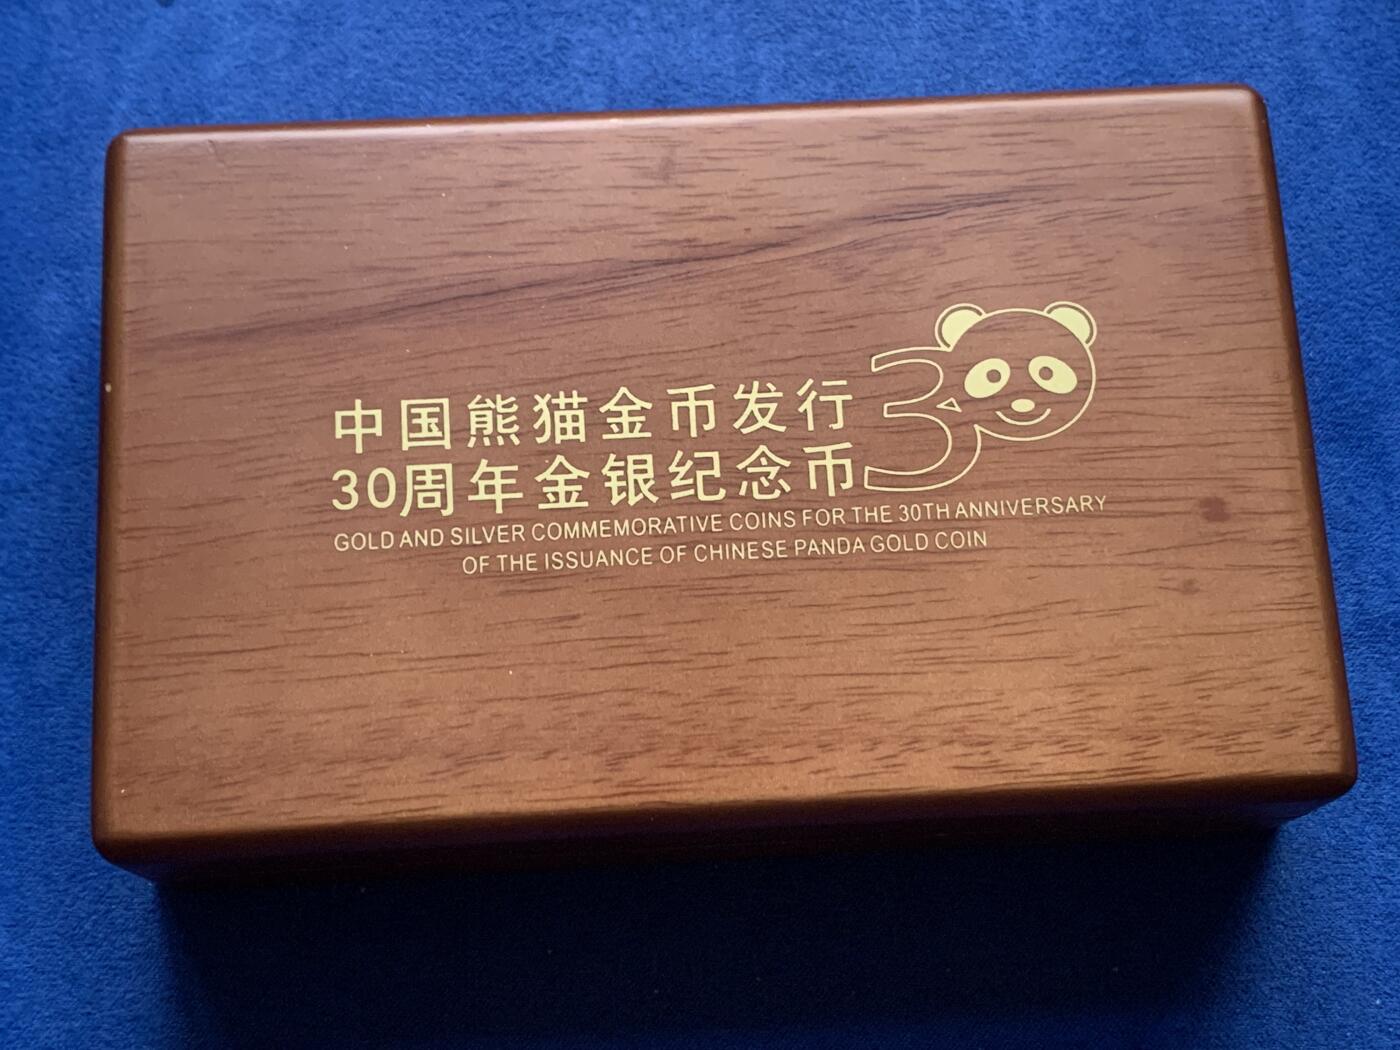 中国熊猫金币发行
30周年金银纪念币
30
GOLD AND SILVER COMMEMORATIVE COINS FOR THE 30TH ANNIVERSARY
OF THE ISSUANCE OF CHINESE PANDA GOLD COIN